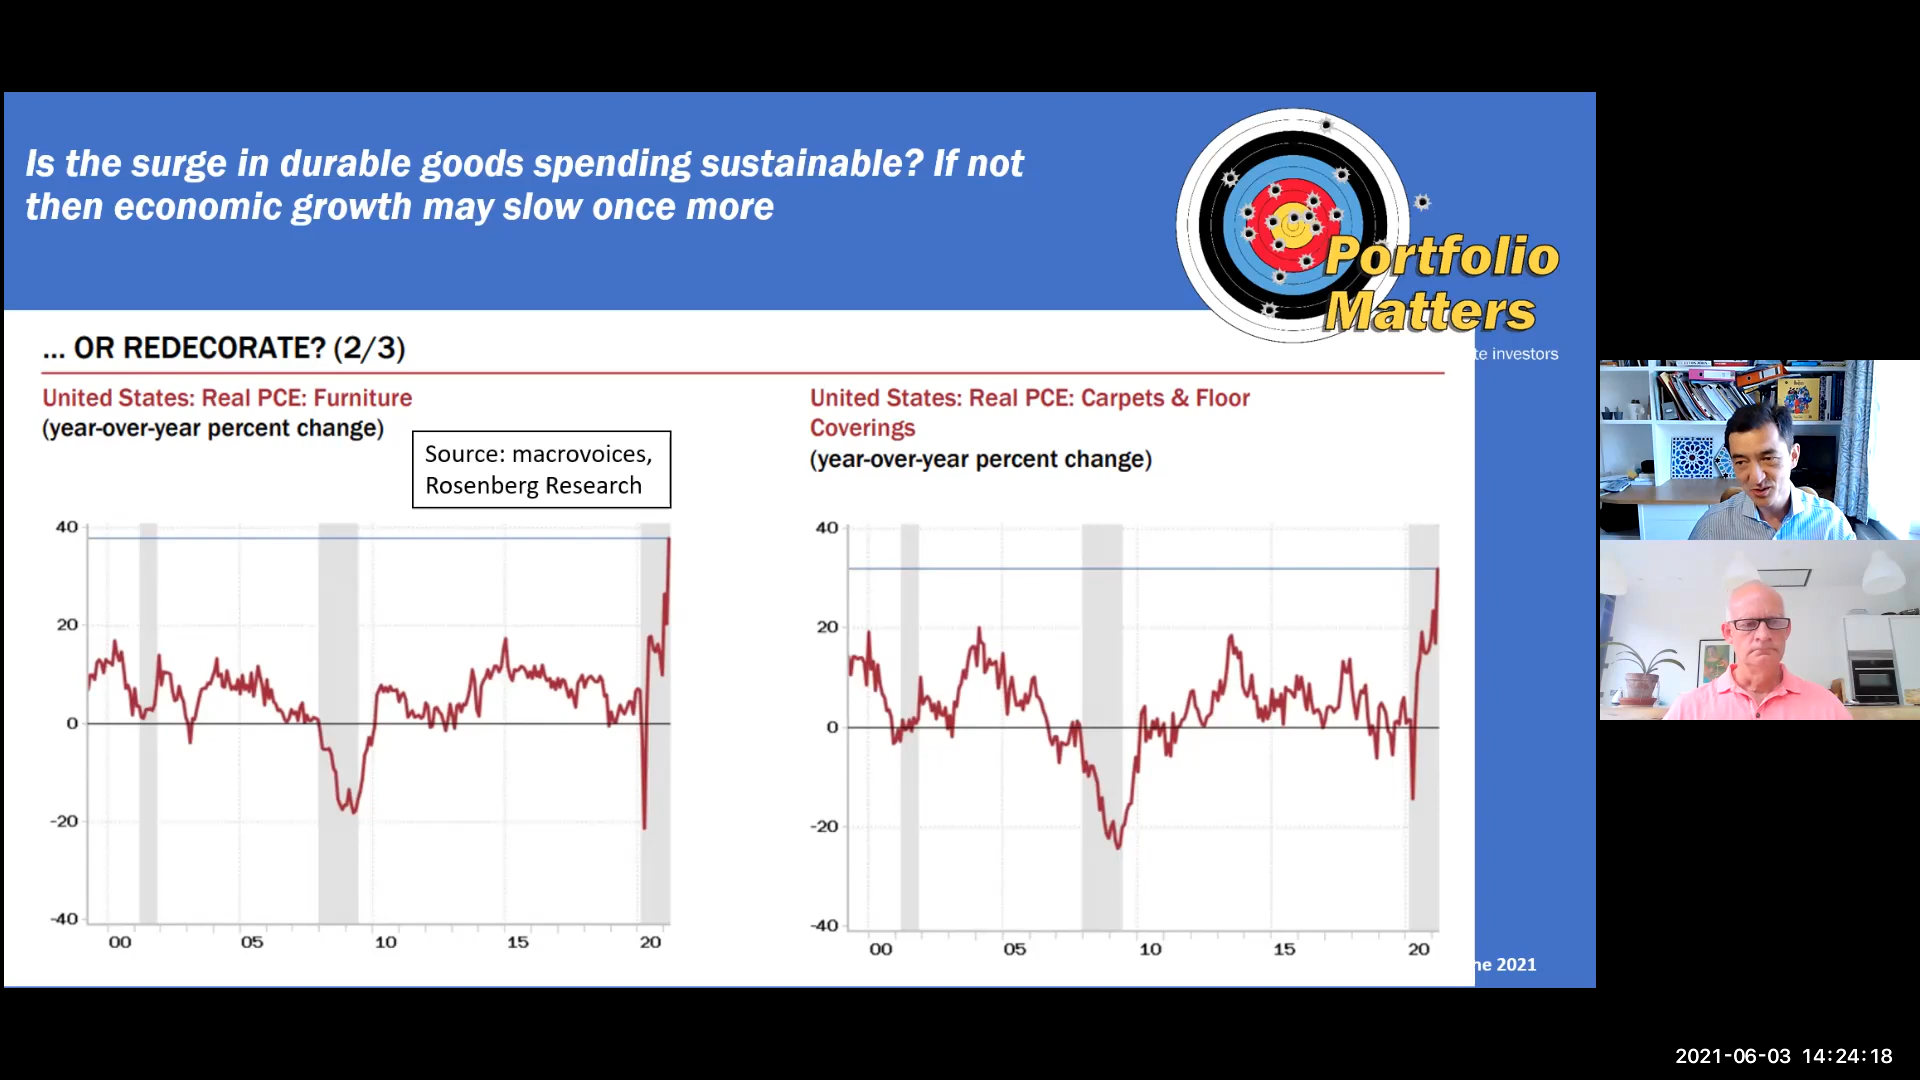 Is the surge in durable goods spending sustainable? If not
then economic growth may slow once more
Portfolio
Matters
te investors
... OR REDECORATE? (2/3)
United States: Real PCE: Furniture
(year-over-year percent change)
Source: macrovoices,
Rosenberg Research
40
20
0
-20
-40
00 05 10 15 20
United States: Real PCE: Carpets & Floor
Coverings
(year-over-year percent change)
40
20
0
-20
-40
00 05 10 15 20
ne 2021
2021-06-03 14:24:18